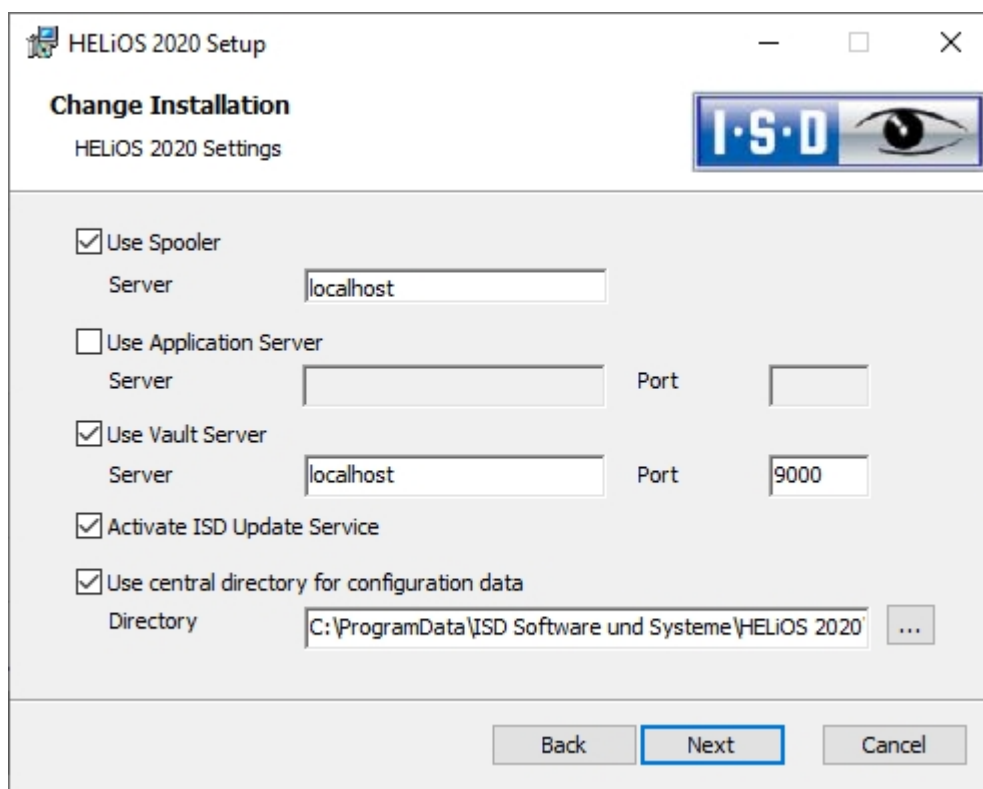 HELiOS 2020 Setup
Change Installation
HELiOS 2020 Settings
I·S·D
Use Spooler
Server localhost
Use Application Server
Server Port
Use Vault Server
Server localhost Port 9000
Activate ISD Update Service
Use central directory for configuration data
Directory C:\ProgramData\ISD Software und Systeme\HELiOS 2020\ ...
Back Next Cancel